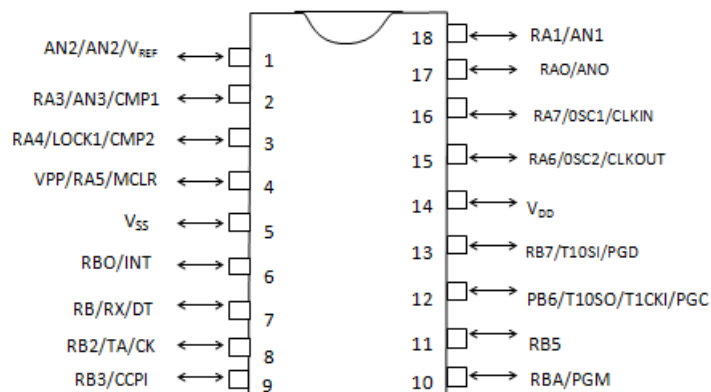 AN2/AN2/VREF 1
RA3/AN3/CMP1 2
RA4/LOCK1/CMP2 3
VPP/RA5/MCLR 4
VSS 5
RBO/INT 6
RB/RX/DT 7
RB2/TA/CK 8
RB3/CCPI 9
18 RA1/AN1
17 RAO/ANO
16 RA7/0SC1/CLKIN
15 RA6/0SC2/CLKOUT
14 VDD
13 RB7/T10SI/PGD
12 PB6/T10SO/T1CKI/PGC
11 RB5
10 RBA/PGM